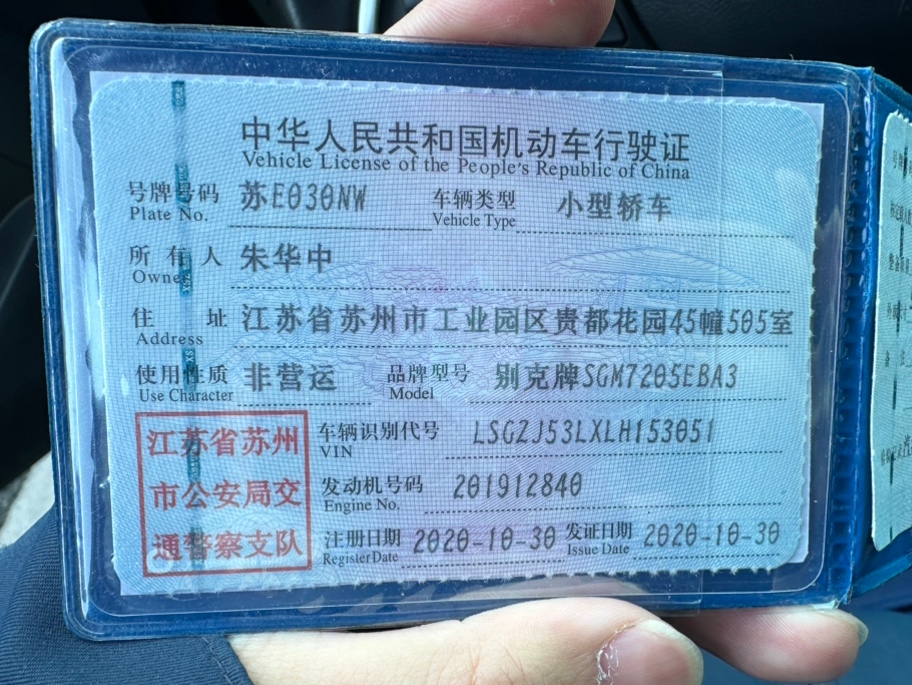 中华人民共和国机动车行驶证
Vehicle License of the People's Republic of China
号牌号码 苏E030NW 车辆类型 小型轿车
Plate No. Vehicle Type
所有人 朱华中
Owner
住址 江苏省苏州市工业园区贵都花园45幢505室
Address
使用性质 非营运 品牌型号 别克牌SGM7205EBA3
Use Character Model
江苏省苏州
市公安局交
通警察支队
车辆识别代号 LSGZJ53LXLH153051
VIN
发动机号码 201912840
Engine No.
注册日期 2020-10-30 发证日期 2020-10-30
Register Date Issue Date